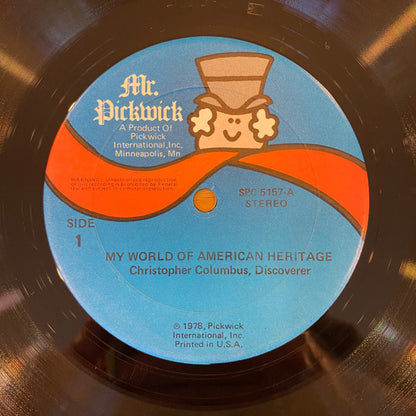 Mr.
Pickwick
A Product Of
Pickwick
International, Inc.
Minneapolis, Mn
SPC-5157-A
STEREO
SIDE
1
MY WORLD OF AMERICAN HERITAGE
Christopher Columbus, Discoverer
℗ 1978, Pickwick
International, Inc.
Printed in U.S.A.